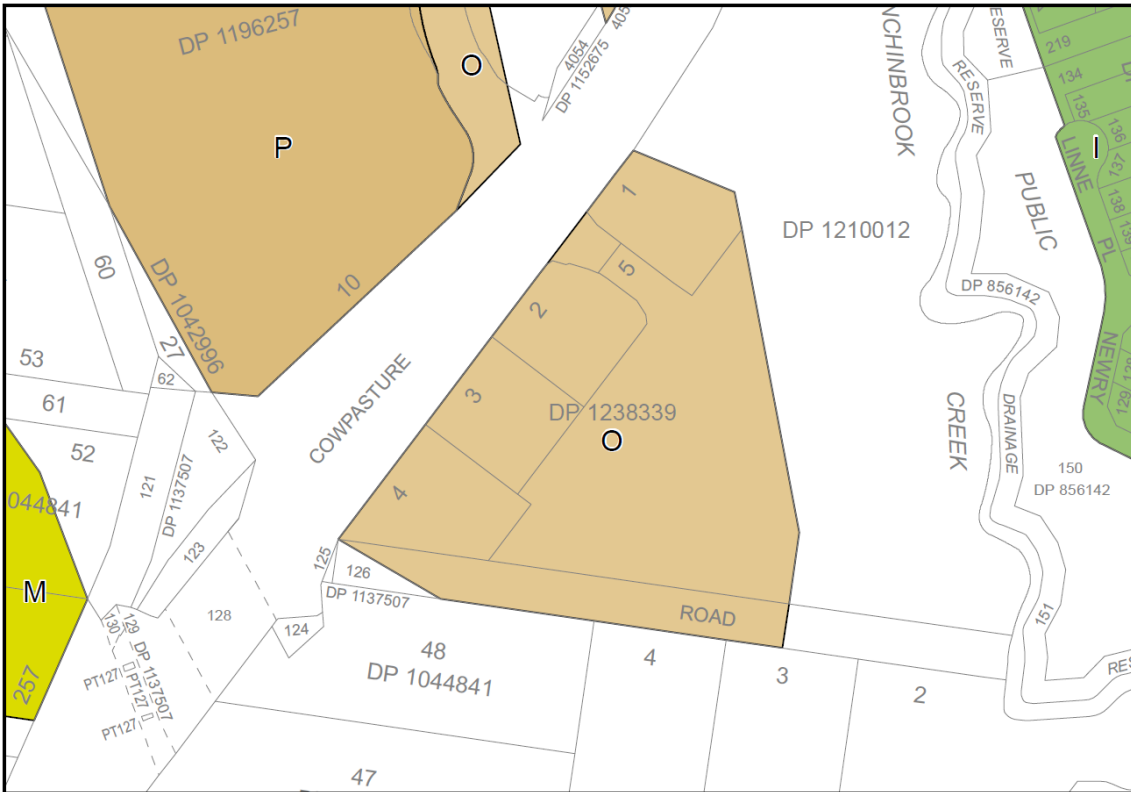 DP 1196257
O
P
4054
DP 1152675
405
NCHINBROOK
CREEK
RESERVE
RESERVE
PUBLIC
219
134
135
136
137
138
139
I
LINNE
PL
NEWRY
129
DP 1210012
DP 856142
DRAINAGE
150
DP 856142
151
60
DP 1042996
27
62
10
53
61
52
044841
M
257
121
122
DP 1137507
123
COWPASTURE
1
5
2
3
4
DP 1238339
O
ROAD
125
126
DP 1137507
128
124
130
129
DP 1137507
PT127
PT127
PT127
48
DP 1044841
4
3
2
47
RES